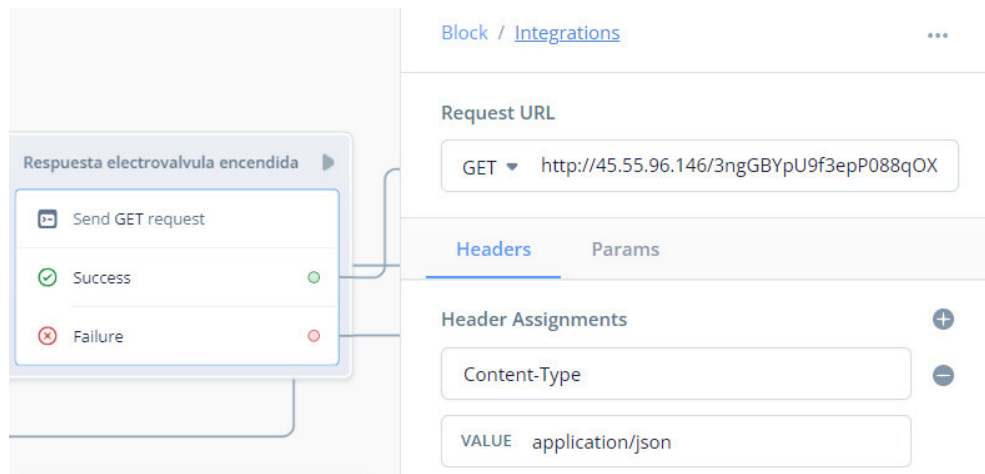 Block / Integrations
Request URL
GET http://45.55.96.146/3ngGBYpU9f3epP088qOX
Respuesta electrovalvula encendida
Send GET request
Success
Failure
Headers Params
Header Assignments
Content-Type
VALUE application/json